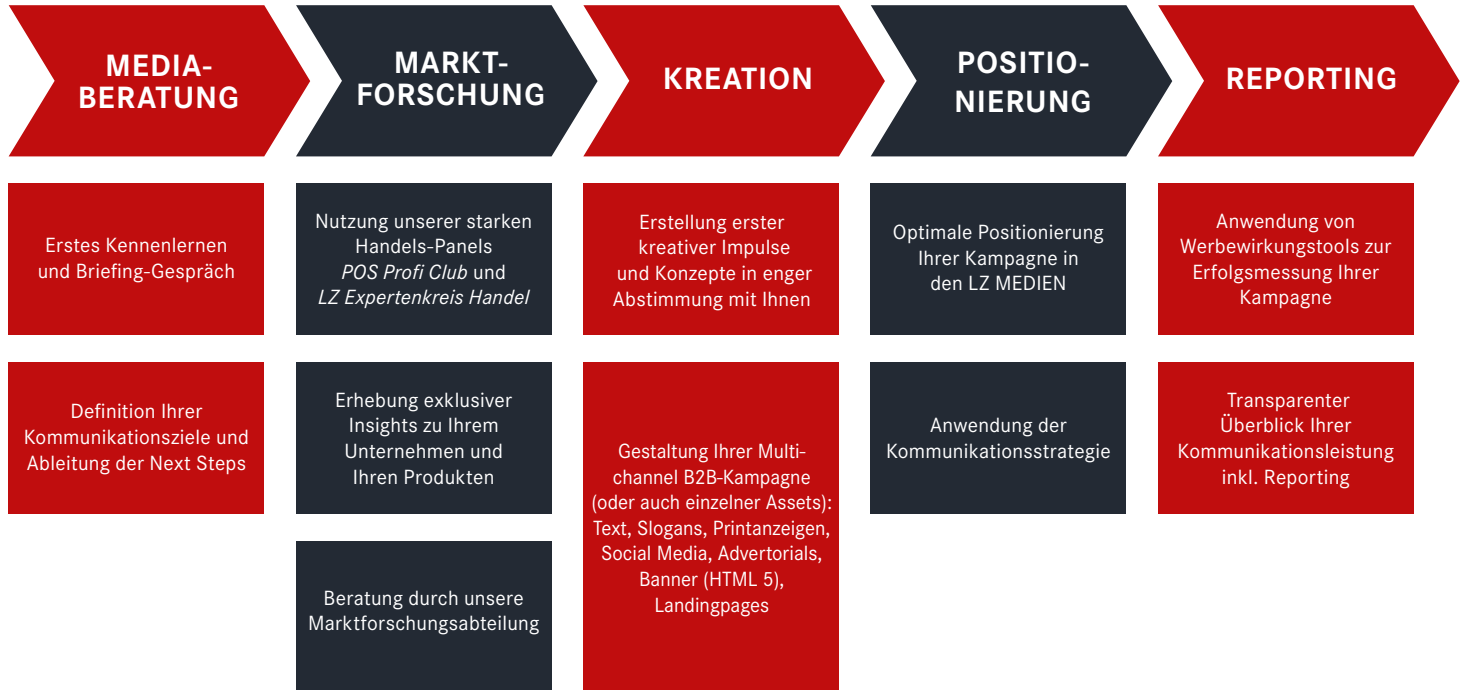 MEDIA-
BERATUNG
MARKT-
FORSCHUNG
KREATION
POSITIO-
NIERUNG
REPORTING
Erstes Kennenlernen
und Briefing-Gespräch
Nutzung unserer starken
Handels-Panels
POS Profi Club und
LZ Expertenkreis Handel
Erstellung erster
kreativer Impulse
und Konzepte in enger
Abstimmung mit Ihnen
Optimale Positionierung
Ihrer Kampagne in
den LZ MEDIEN
Anwendung von
Werbewirkungstools zur
Erfolgsmessung Ihrer
Kampagne
Definition Ihrer
Kommunikationsziele und
Ableitung der Next Steps
Erhebung exklusiver
Insights zu Ihrem
Unternehmen und
Ihren Produkten
Gestaltung Ihrer Multi-
channel B2B-Kampagne
(oder auch einzelner Assets):
Text, Slogans, Printanzeigen,
Social Media, Advertorials,
Banner (HTML 5),
Landingpages
Anwendung der
Kommunikationsstrategie
Transparenter
Überblick Ihrer
Kommunikationsleistung
inkl. Reporting
Beratung durch unsere
Marktforschungsabteilung